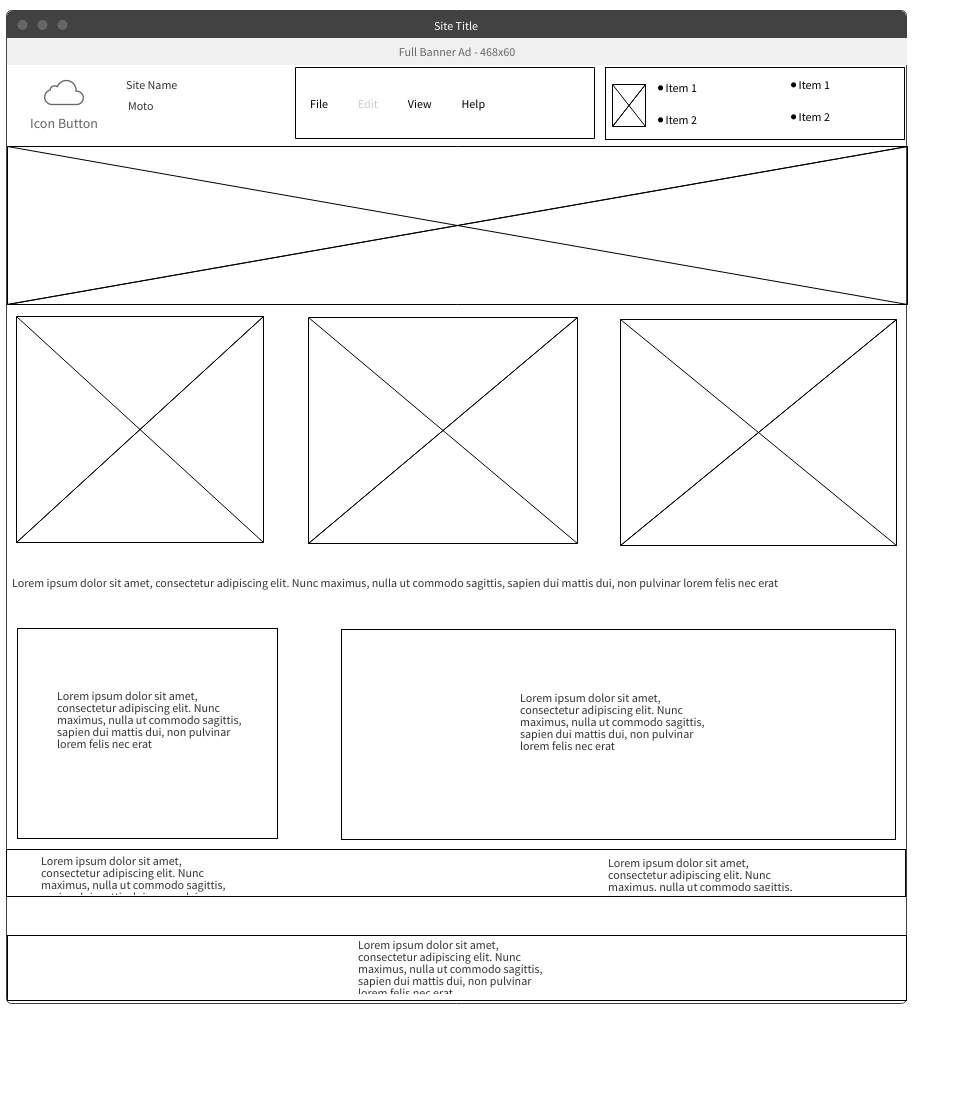 Site Title
Full Banner Ad - 468x60
Icon Button
Site Name
Moto
File Edit View Help
Item 1
Item 2
Item 1
Item 2
Lorem ipsum dolor sit amet, consectetur adipiscing elit. Nunc maximus, nulla ut commodo sagittis, sapien dui mattis dui, non pulvinar lorem felis nec erat
Lorem ipsum dolor sit amet,
consectetur adipiscing elit. Nunc
maximus, nulla ut commodo sagittis,
sapien dui mattis dui, non pulvinar
lorem felis nec erat
Lorem ipsum dolor sit amet,
consectetur adipiscing elit. Nunc
maximus, nulla ut commodo sagittis,
sapien dui mattis dui, non pulvinar
lorem felis nec erat
Lorem ipsum dolor sit amet,
consectetur adipiscing elit. Nunc
maximus, nulla ut commodo sagittis,
Lorem ipsum dolor sit amet,
consectetur adipiscing elit. Nunc
maximus, nulla ut commodo sagittis,
Lorem ipsum dolor sit amet,
consectetur adipiscing elit. Nunc
maximus, nulla ut commodo sagittis,
sapien dui mattis dui, non pulvinar
lorem felis nec erat